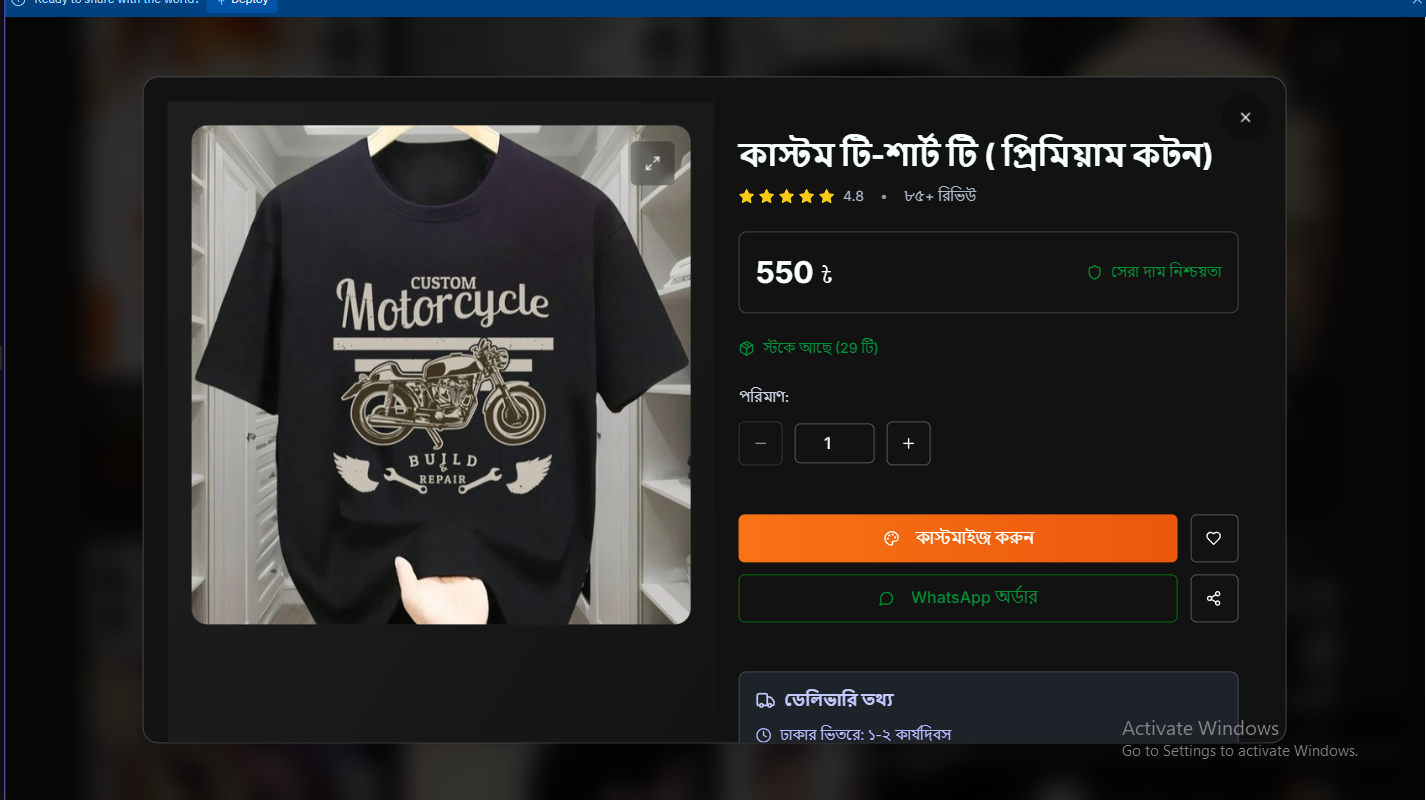 Ready to share with the world?
Deploy
কাস্টম টি-শার্ট টি ( প্রিমিয়াম কটন)
4.8 • ৮৫+ রিভিউ
550 ৳
সেরা দাম নিশ্চয়তা
স্টকে আছে (29 টি)
পরিমাণ:
− 1 +
কাস্টমাইজ করুন
WhatsApp অর্ডার
ডেলিভারি তথ্য
ঢাকার ভিতরে: ১-২ কার্যদিবস
CUSTOM
Motorcycle
BUILD
&
REPAIR
Activate Windows
Go to Settings to activate Windows.